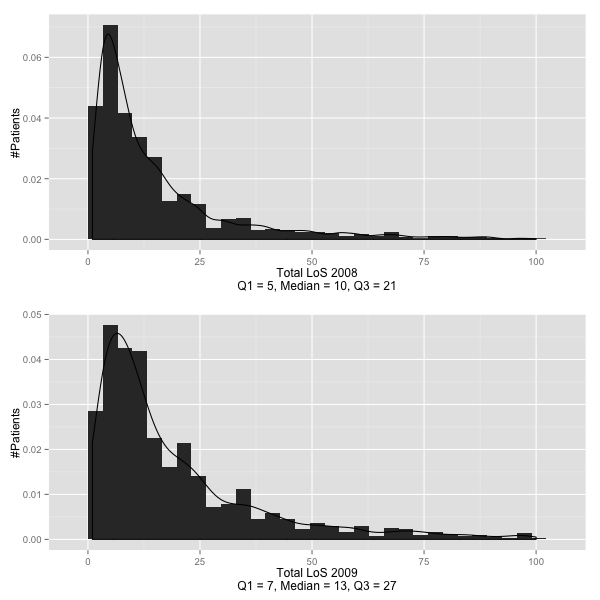 #Patients
0.06
0.04
0.02
0.00
0 25 50 75 100
Total LoS 2008
Q1 = 5, Median = 10, Q3 = 21
#Patients
0.05
0.04
0.03
0.02
0.01
0.00
0 25 50 75 100
Total LoS 2009
Q1 = 7, Median = 13, Q3 = 27